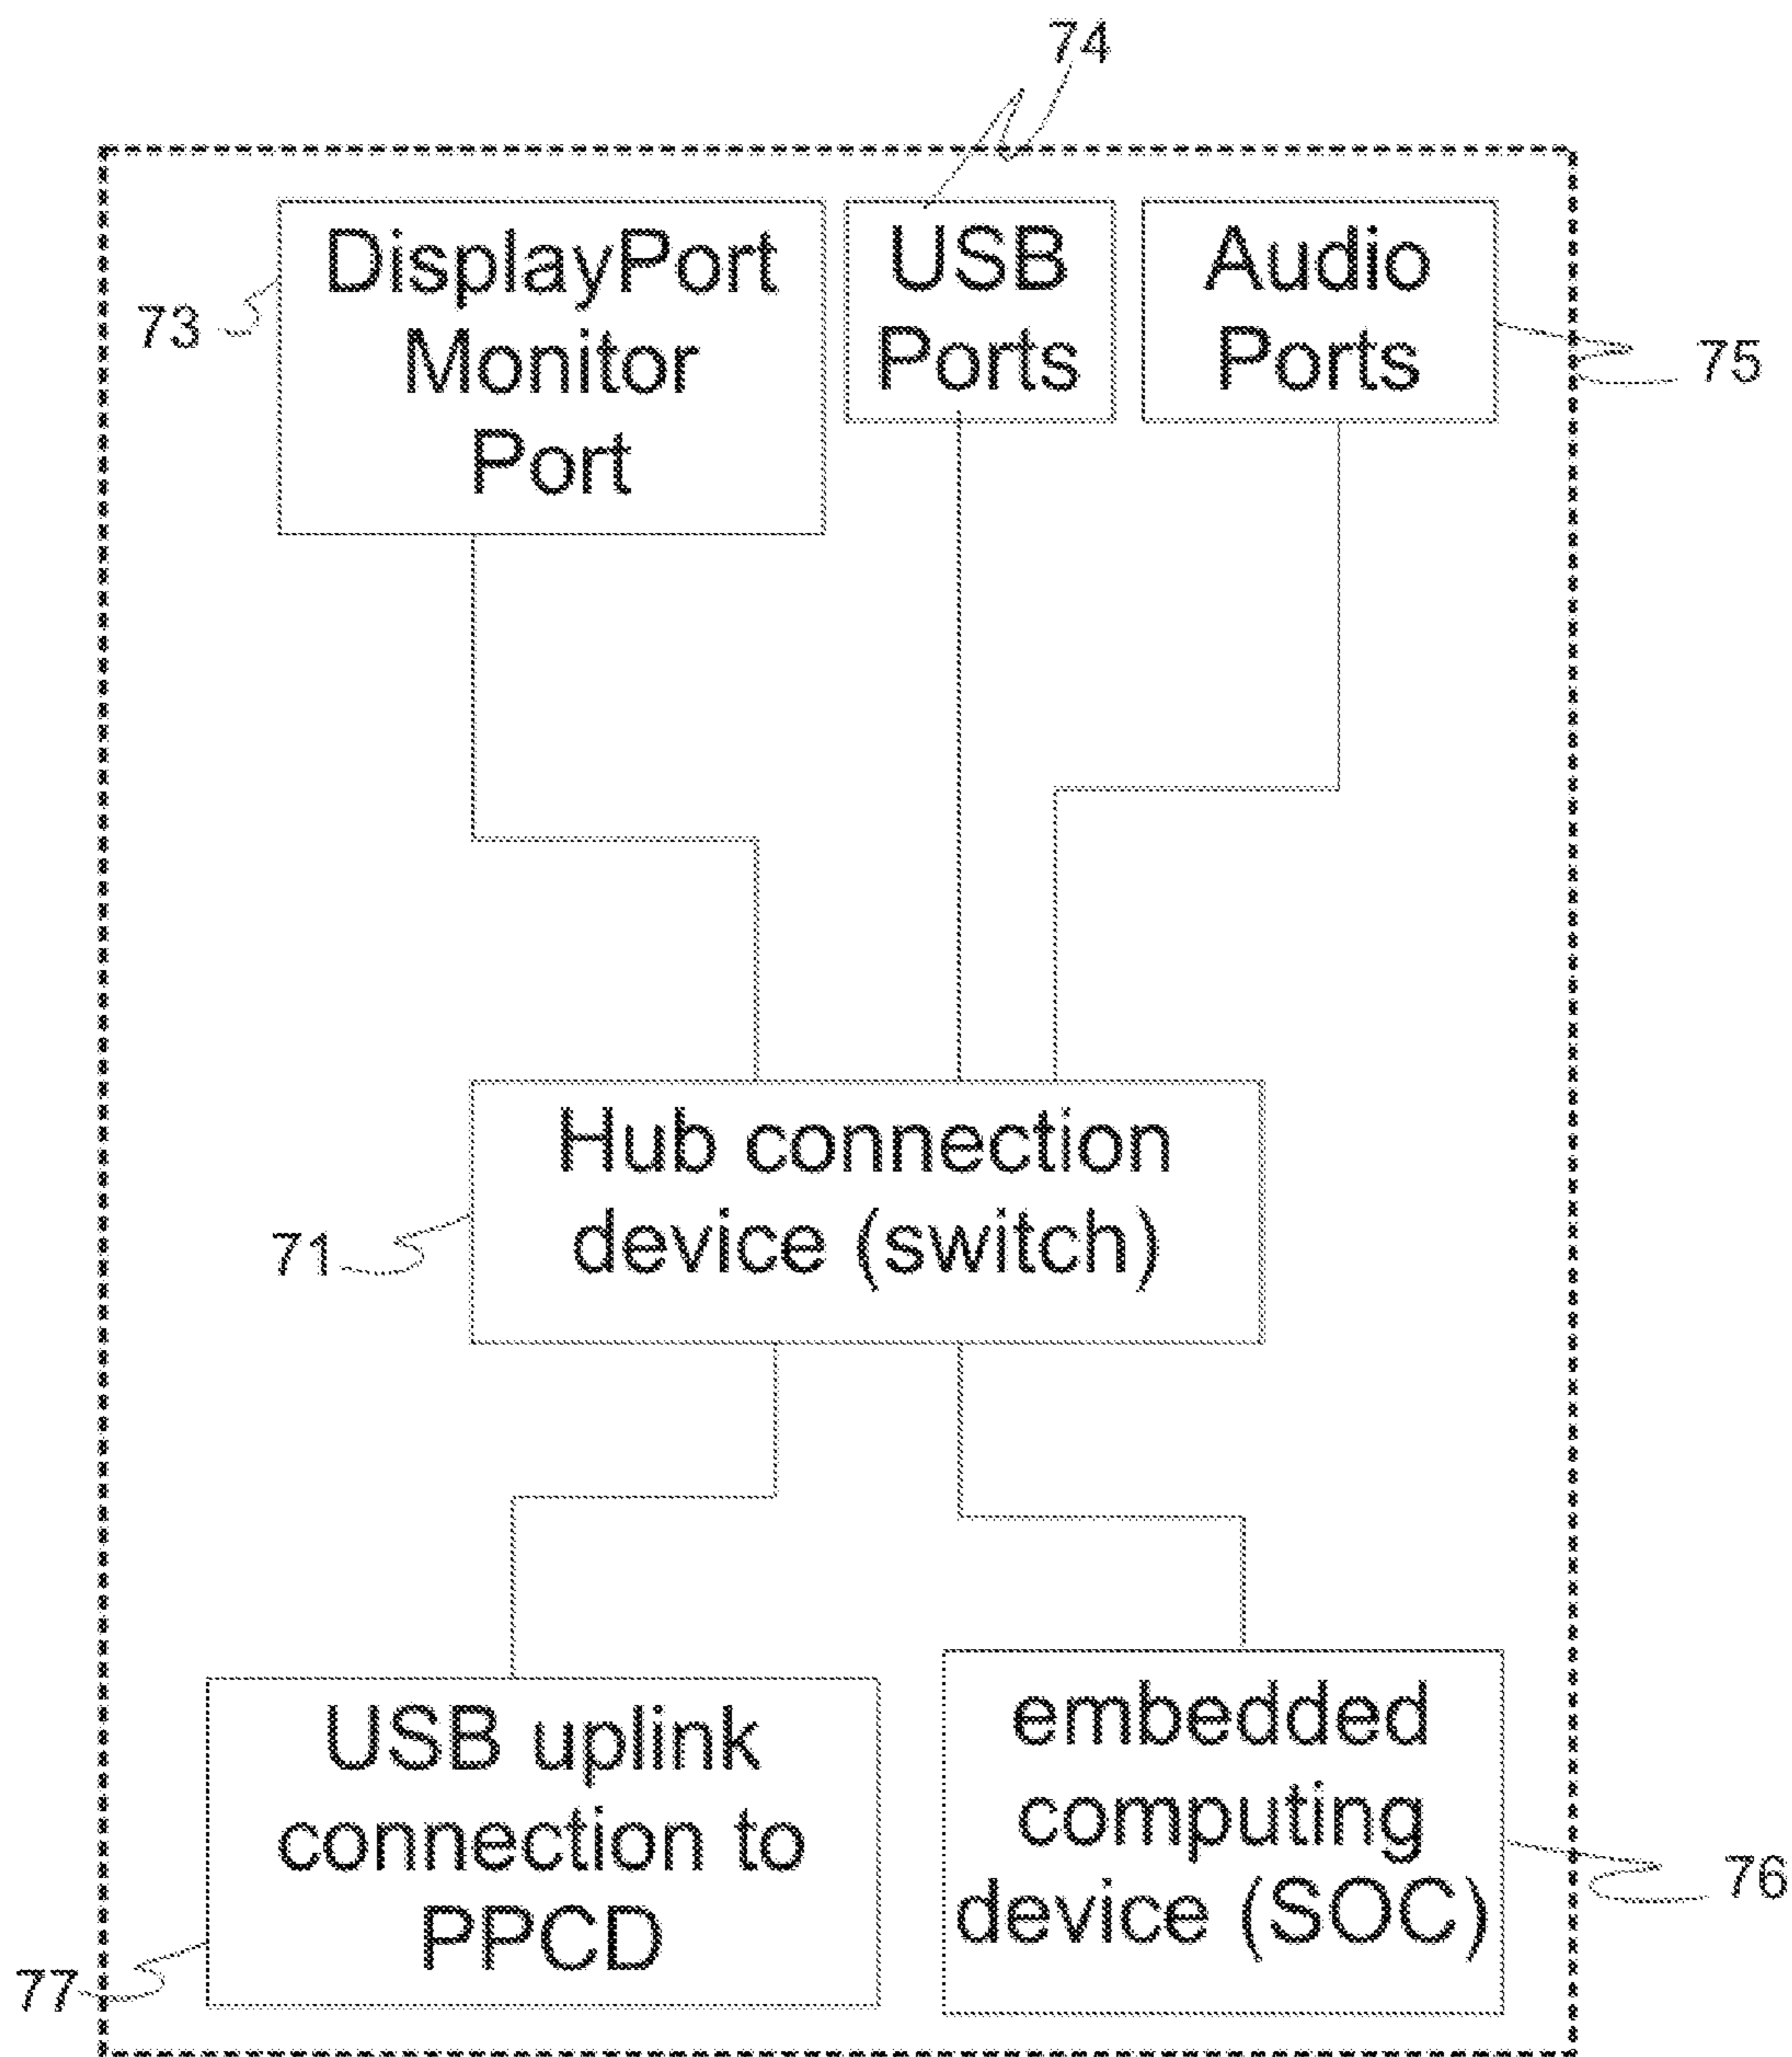 74
DisplayPort
Monitor
Port
USB
Ports
Audio
Ports
73
75
Hub connection
device (switch)
71
USB uplink
connection to
PPCD
embedded
computing
device (SOC)
76
77